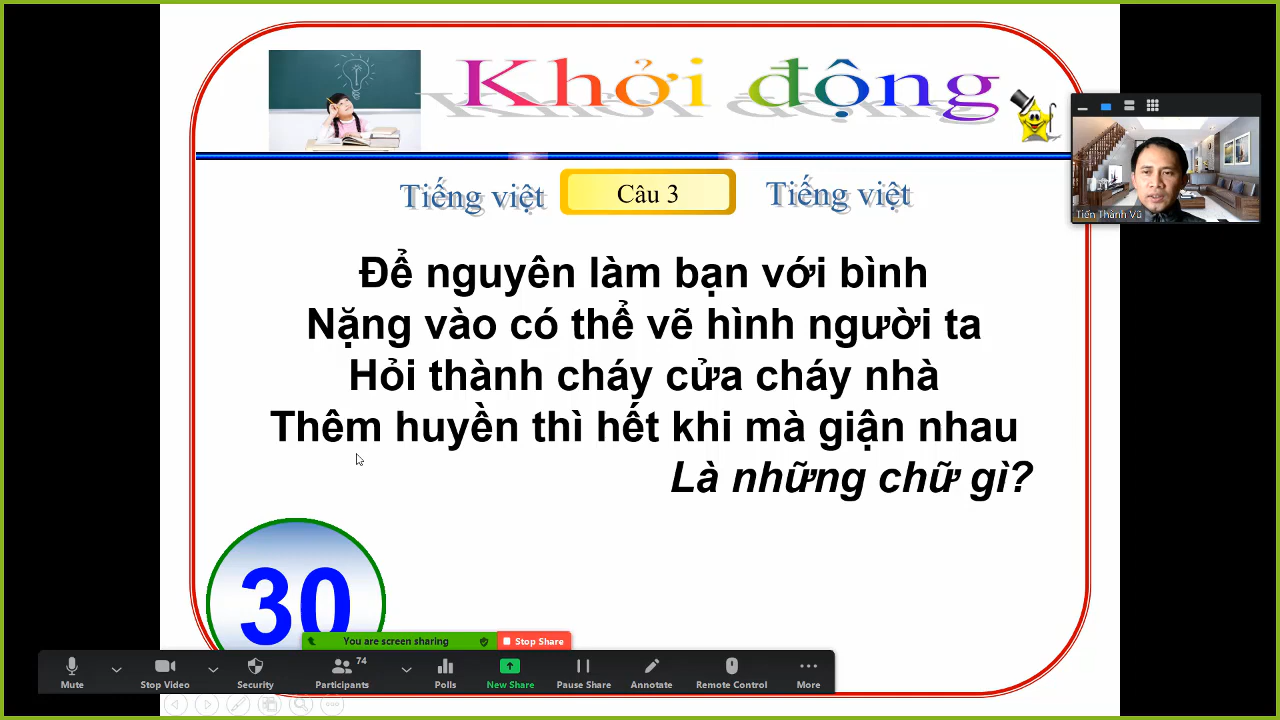 Khởi động
Tiếng việt
Câu 3
Tiếng việt
Tiến Thành Vũ
Để nguyên làm bạn với bình
Nặng vào có thể vẽ hình người ta
Hỏi thành cháy cửa cháy nhà
Thêm huyền thì hết khi mà giận nhau
Là những chữ gì?
30
You are screen sharing
Stop Share
74
Mute
Stop Video
Security
Participants
Polls
New Share
Pause Share
Annotate
Remote Control
More